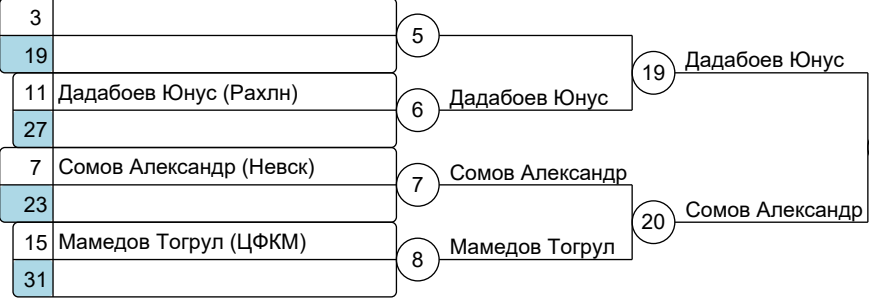 3
5
19
19 Дадабоев Юнус
11 Дадабоев Юнус (Рахлн)
6 Дадабоев Юнус
27
7 Сомов Александр (Невск)
7 Сомов Александр
23
20 Сомов Александр
15 Мамедов Тогрул (ЦФКМ)
8 Мамедов Тогрул
31